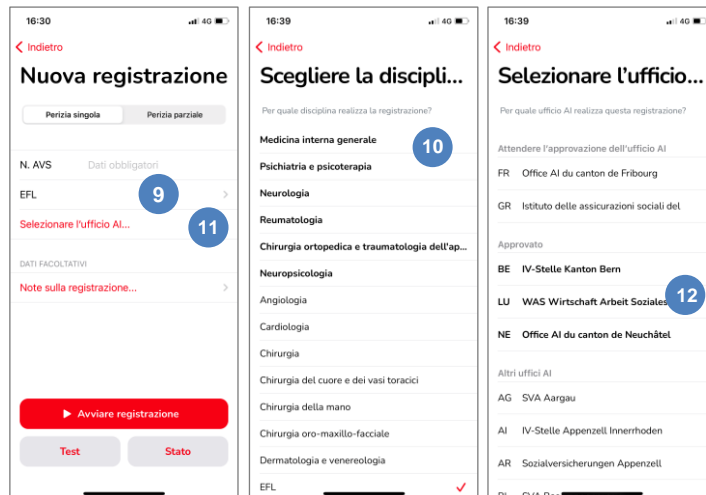 16:30
4G
Indietro
Nuova registrazione
Perizia singola
Perizia parziale
N. AVS Dati obbligatori
EFL
9
Selezionare l'ufficio AI...
11
DATI FACOLTATIVI
Note sulla registrazione...
Avviare registrazione
Test
Stato
16:39
4G
Indietro
Scegliere la discipli...
Per quale disciplina realizza la registrazione?
Medicina interna generale
10
Psichiatria e psicoterapia
Neurologia
Reumatologia
Chirurgia ortopedica e traumatologia dell'ap...
Neuropsicologia
Angiologia
Cardiologia
Chirurgia
Chirurgia del cuore e dei vasi toracici
Chirurgia della mano
Chirurgia oro-maxillo-facciale
Dermatologia e venereologia
EFL
16:39
4G
Indietro
Selezionare l'ufficio...
Per quale ufficio AI realizza questa registrazione?
Attendere l'approvazione dell'ufficio AI
FR Office AI du canton de Fribourg
GR Istituto delle assicurazioni sociali del
Approvato
BE IV-Stelle Kanton Bern
LU WAS Wirtschaft Arbeit Soziales
12
NE Office AI du canton de Neuchâtel
Altri uffici AI
AG SVA Aargau
AI IV-Stelle Appenzell Innerrhoden
AR Sozialversicherungen Appenzell